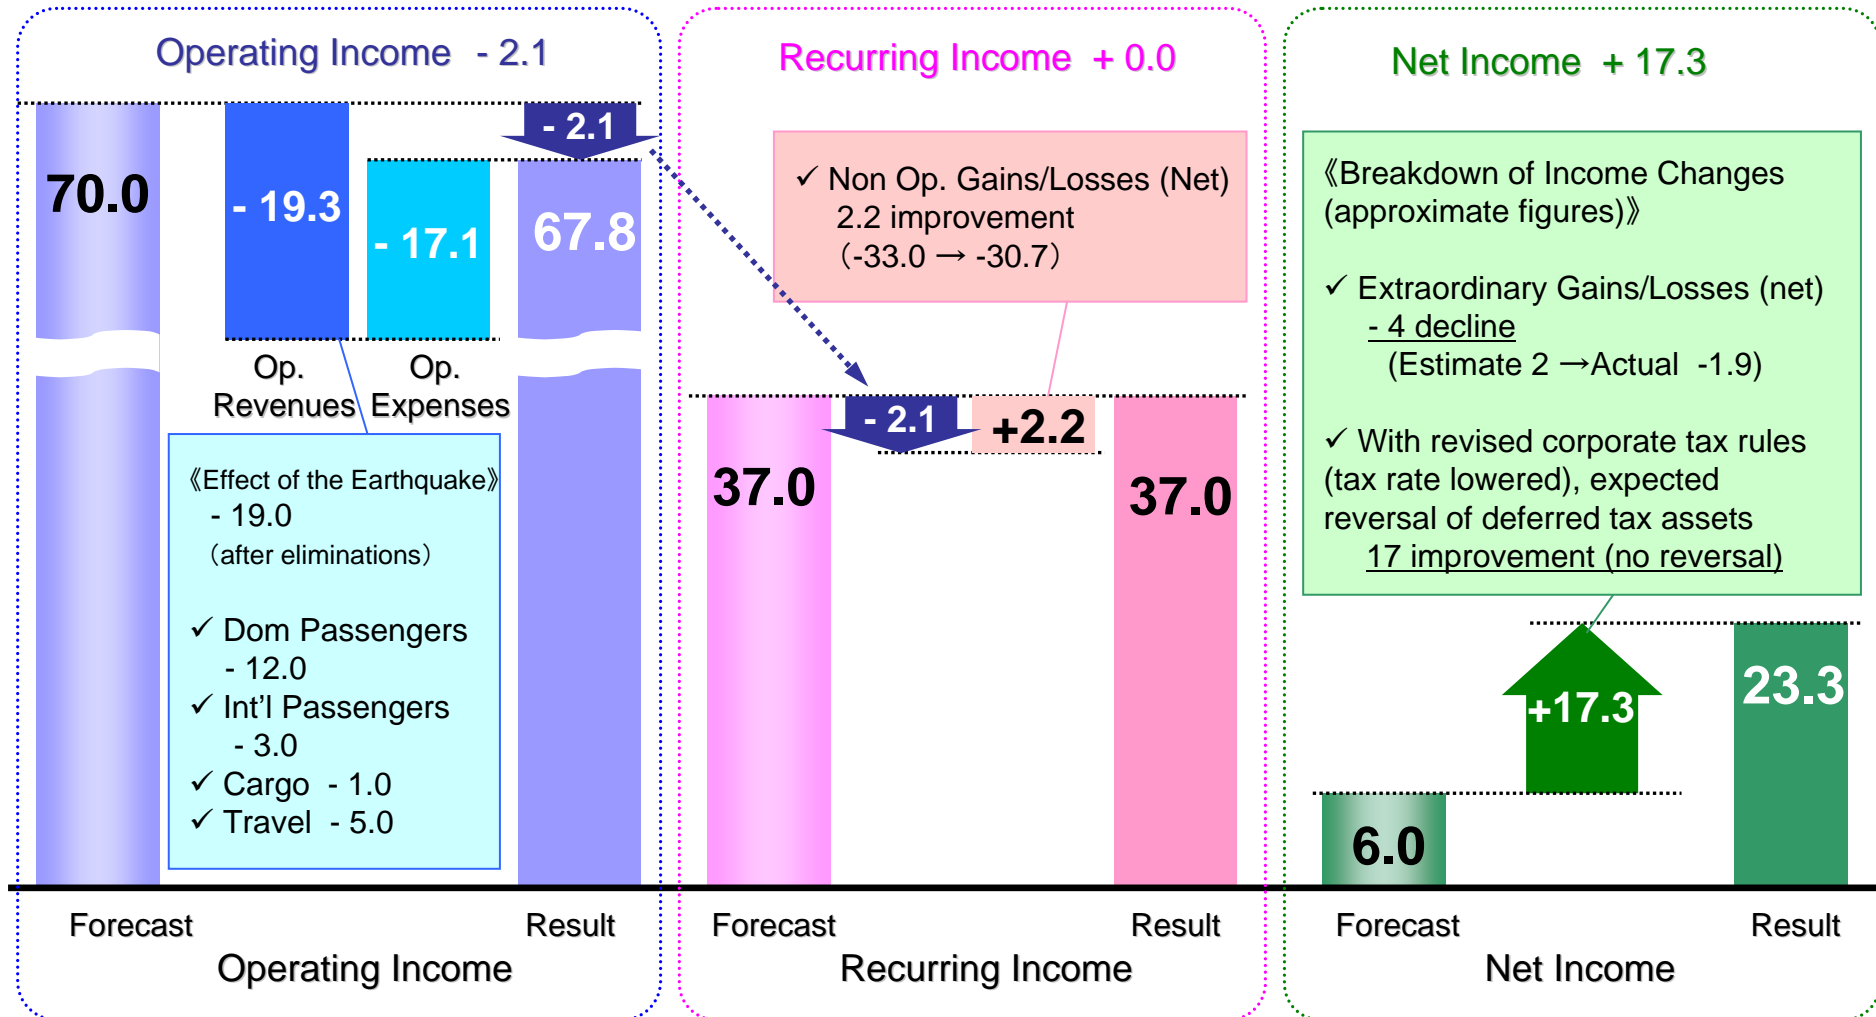 Operating Income - 2.1
70.0
- 19.3
- 17.1
- 2.1
67.8
Op.
Revenues
Op.
Expenses
《Effect of the Earthquake》
- 19.0
（after eliminations）
✓ Dom Passengers
- 12.0
✓ Int'l Passengers
- 3.0
✓ Cargo - 1.0
✓ Travel - 5.0
Forecast
Result
Operating Income
Recurring Income + 0.0
✓ Non Op. Gains/Losses (Net)
2.2 improvement
（-33.0 → -30.7）
37.0
- 2.1
+2.2
37.0
Forecast
Result
Recurring Income
Net Income + 17.3
《Breakdown of Income Changes
(approximate figures)》
✓ Extraordinary Gains/Losses (net)
- 4 decline
(Estimate 2 →Actual -1.9)
✓ With revised corporate tax rules
(tax rate lowered), expected
reversal of deferred tax assets
17 improvement (no reversal)
6.0
+17.3
23.3
Forecast
Result
Net Income